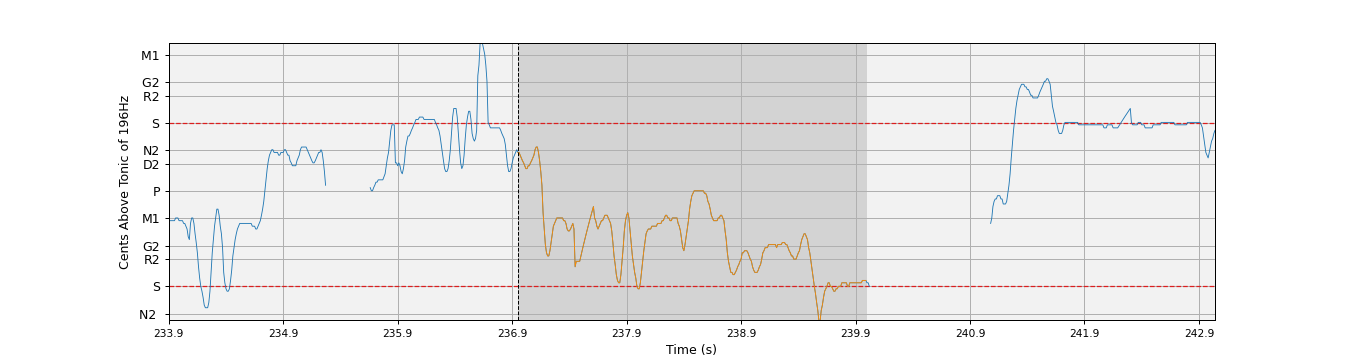 Cents Above Tonic of 196Hz
M1
G2
R2
S
N2
D2
P
M1
G2
R2
S
N2
233.9 234.9 235.9 236.9 237.9 238.9 239.9 240.9 241.9 242.9
Time (s)